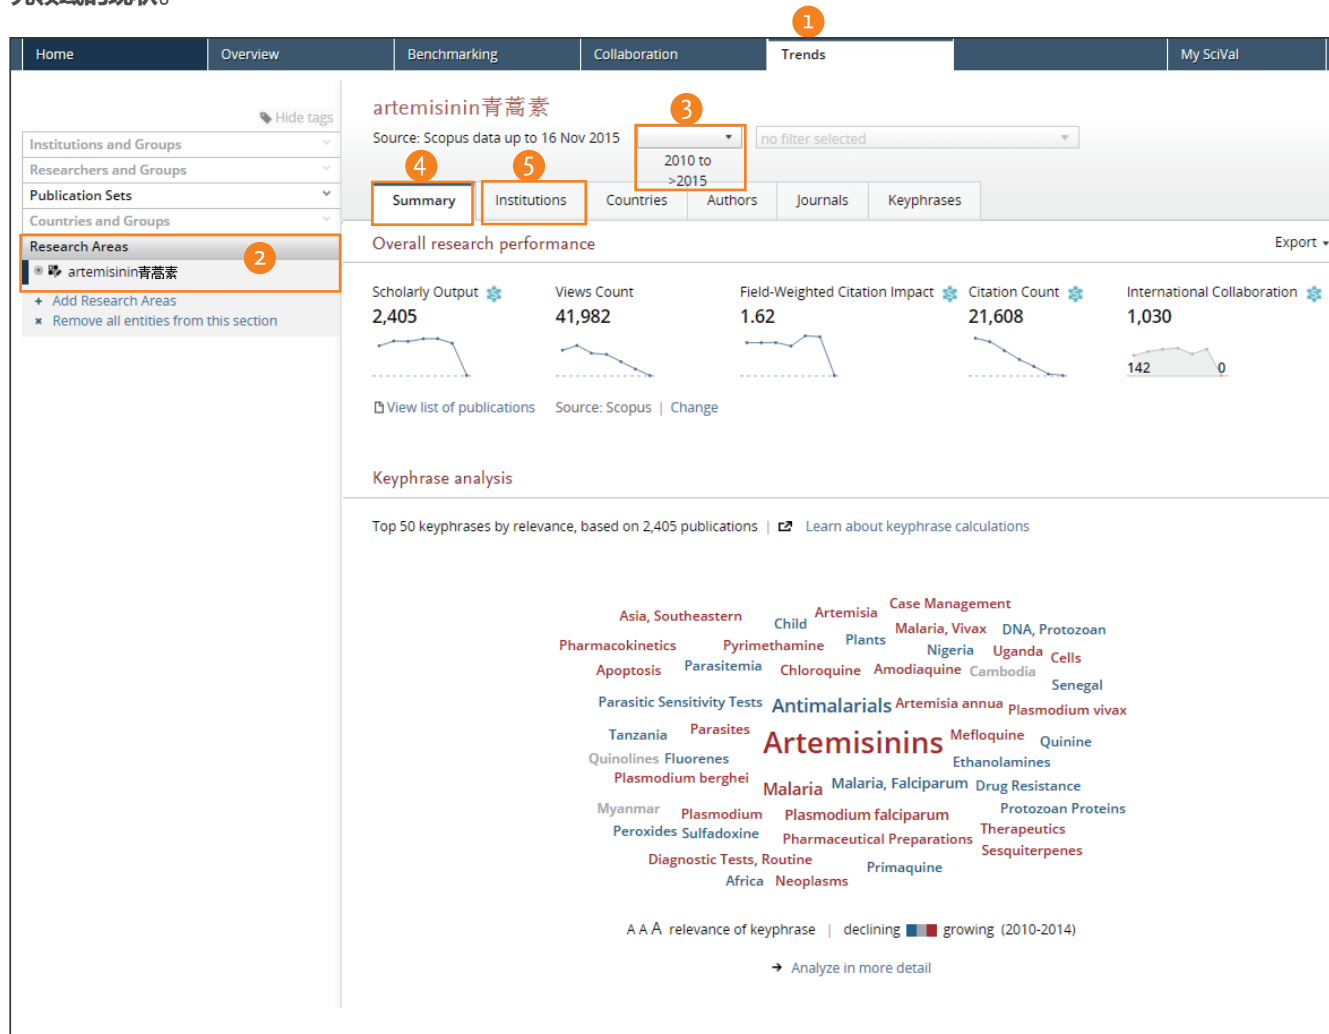 究领域的现状。
1
Home Overview Benchmarking Collaboration Trends My SciVal
Hide tags
Institutions and Groups
Researchers and Groups
Publication Sets
Countries and Groups
Research Areas
2
artemisinin青蒿素
+ Add Research Areas
× Remove all entities from this section
artemisinin青蒿素
3
Source: Scopus data up to 16 Nov 2015 no filter selected
2010 to
>2015
4 5
Summary Institutions Countries Authors Journals Keyphrases
Overall research performance Export
Scholarly Output Views Count Field-Weighted Citation Impact Citation Count International Collaboration
2,405 41,982 1.62 21,608 1,030
142 0
View list of publications Source: Scopus | Change
Keyphrase analysis
Top 50 keyphrases by relevance, based on 2,405 publications | Learn about keyphrase calculations
Asia, Southeastern Child Artemisia Case Management
Pharmacokinetics Pyrimethamine Plants Malaria, Vivax DNA, Protozoan
Nigeria Uganda Cells
Apoptosis Parasitemia Chloroquine Amodiaquine Cambodia
Senegal
Parasitic Sensitivity Tests Antimalarials Artemisia annua Plasmodium vivax
Tanzania Parasites Artemisinins Mefloquine Quinine
Quinolines Fluorenes Ethanolamines
Plasmodium berghei Malaria Malaria, Falciparum Drug Resistance
Myanmar Plasmodium Plasmodium falciparum Protozoan Proteins
Peroxides Sulfadoxine Pharmaceutical Preparations Therapeutics
Sesquiterpenes
Diagnostic Tests, Routine Primaquine
Africa Neoplasms
A A A relevance of keyphrase | declining growing (2010-2014)
→ Analyze in more detail